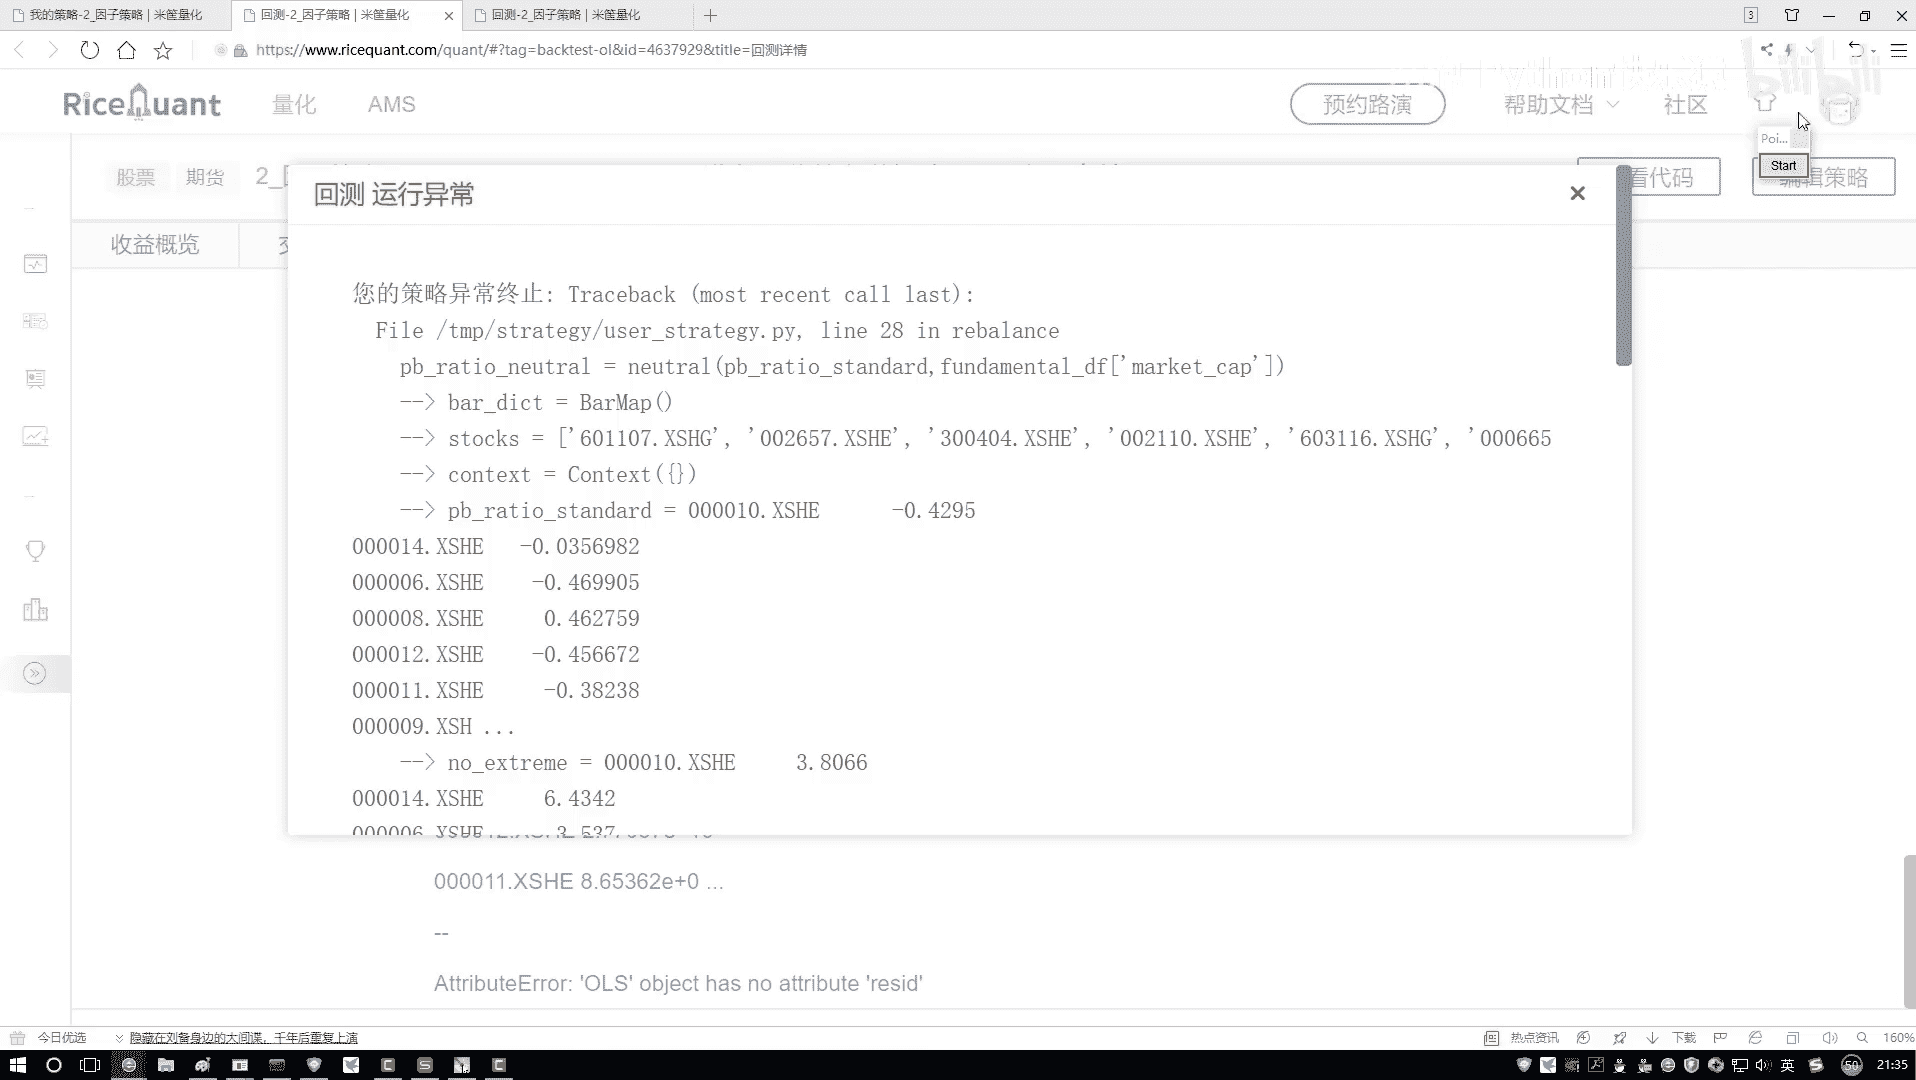 我的策略-2_因子策略 | 米筐量化
回测-2_因子策略 | 米筐量化
回测-2_因子策略 | 米筐量化
3
https://www.ricequant.com/quant/#?tag=backtest-ol&id=4637929&title=回测详情
RiceQuant
量化
AMS
预约路演
帮助文档
社区
bilibili
Poi...
Start
股票
期货
看代码
编辑策略
收益概览
回测 运行异常
您的策略异常终止: Traceback (most recent call last):
File /tmp/strategy/user_strategy.py, line 28 in rebalance
pb_ratio_neutral = neutral(pb_ratio_standard,fundamental_df['market_cap'])
--> bar_dict = BarMap()
--> stocks = ['601107.XSHG', '002657.XSHE', '300404.XSHE', '002110.XSHE', '603116.XSHG', '000665
--> context = Context({})
--> pb_ratio_standard = 000010.XSHE -0.4295
000014.XSHE -0.0356982
000006.XSHE -0.469905
000008.XSHE 0.462759
000012.XSHE -0.456672
000011.XSHE -0.38238
000009.XSH ...
--> no_extreme = 000010.XSHE 3.8066
000014.XSHE 6.4342
000006.XSHE 3.537
000011.XSHE 8.65362e+0 ...
--
AttributeError: 'OLS' object has no attribute 'resid'
今日优选
隐藏在刘备身边的大间谍，千年后重复上演
热点资讯
下载
160%
英
50
21:35